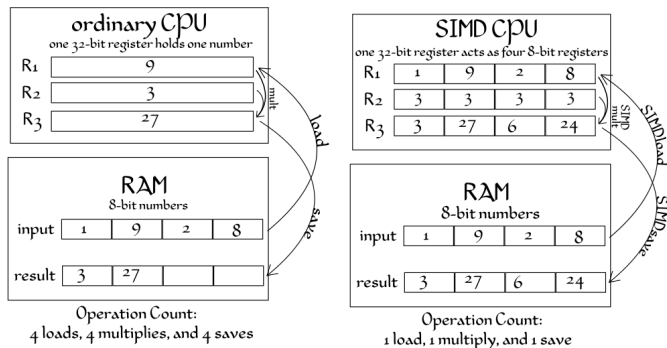 ordinary CPU
one 32-bit register holds one number
R1 9
R2 3
R3 27
mult
load
save
RAM
8-bit numbers
input 1 9 2 8
result 3 27
Operation Count:
4 loads, 4 multiplies, and 4 saves
SIMD CPU
one 32-bit register acts as four 8-bit registers
R1 1 9 2 8
R2 3 3 3 3
R3 3 27 6 24
SIMD
mult
SIMDload
SIMDsave
RAM
8-bit numbers
input 1 9 2 8
result 3 27 6 24
Operation Count:
1 load, 1 multiply, and 1 save